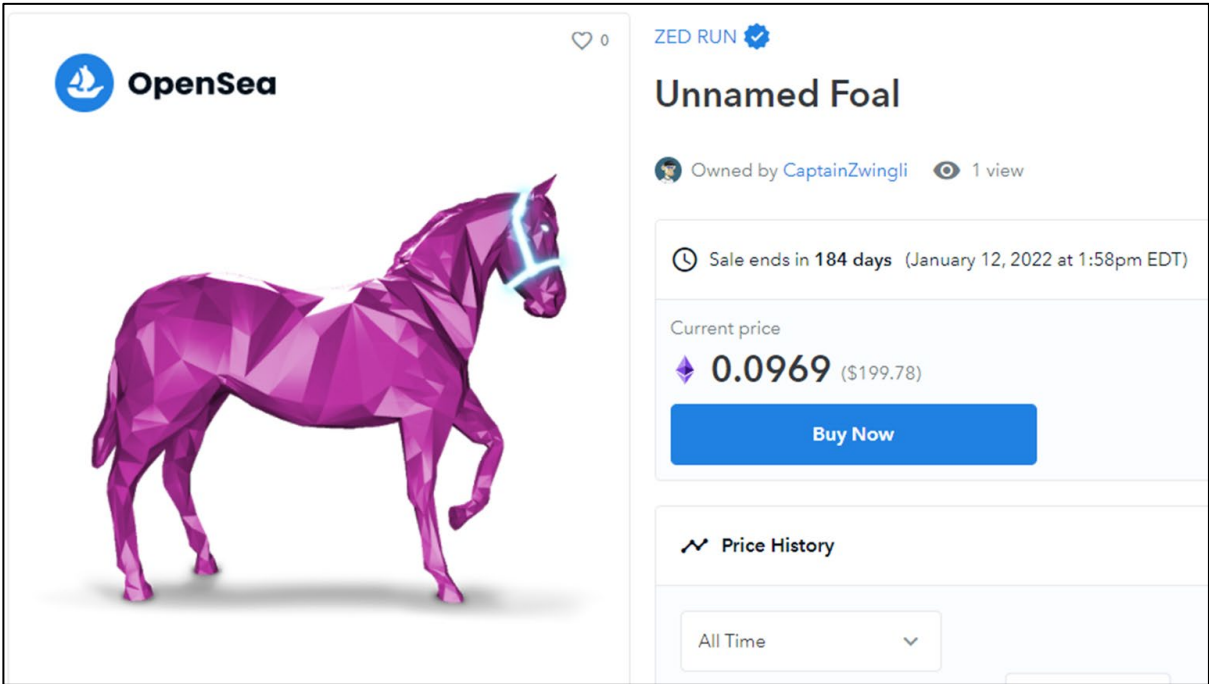 0
OpenSea
ZED RUN
Unnamed Foal
Owned by CaptainZwingli 1 view
Sale ends in 184 days (January 12, 2022 at 1:58pm EDT)
Current price
0.0969 ($199.78)
Buy Now
Price History
All Time